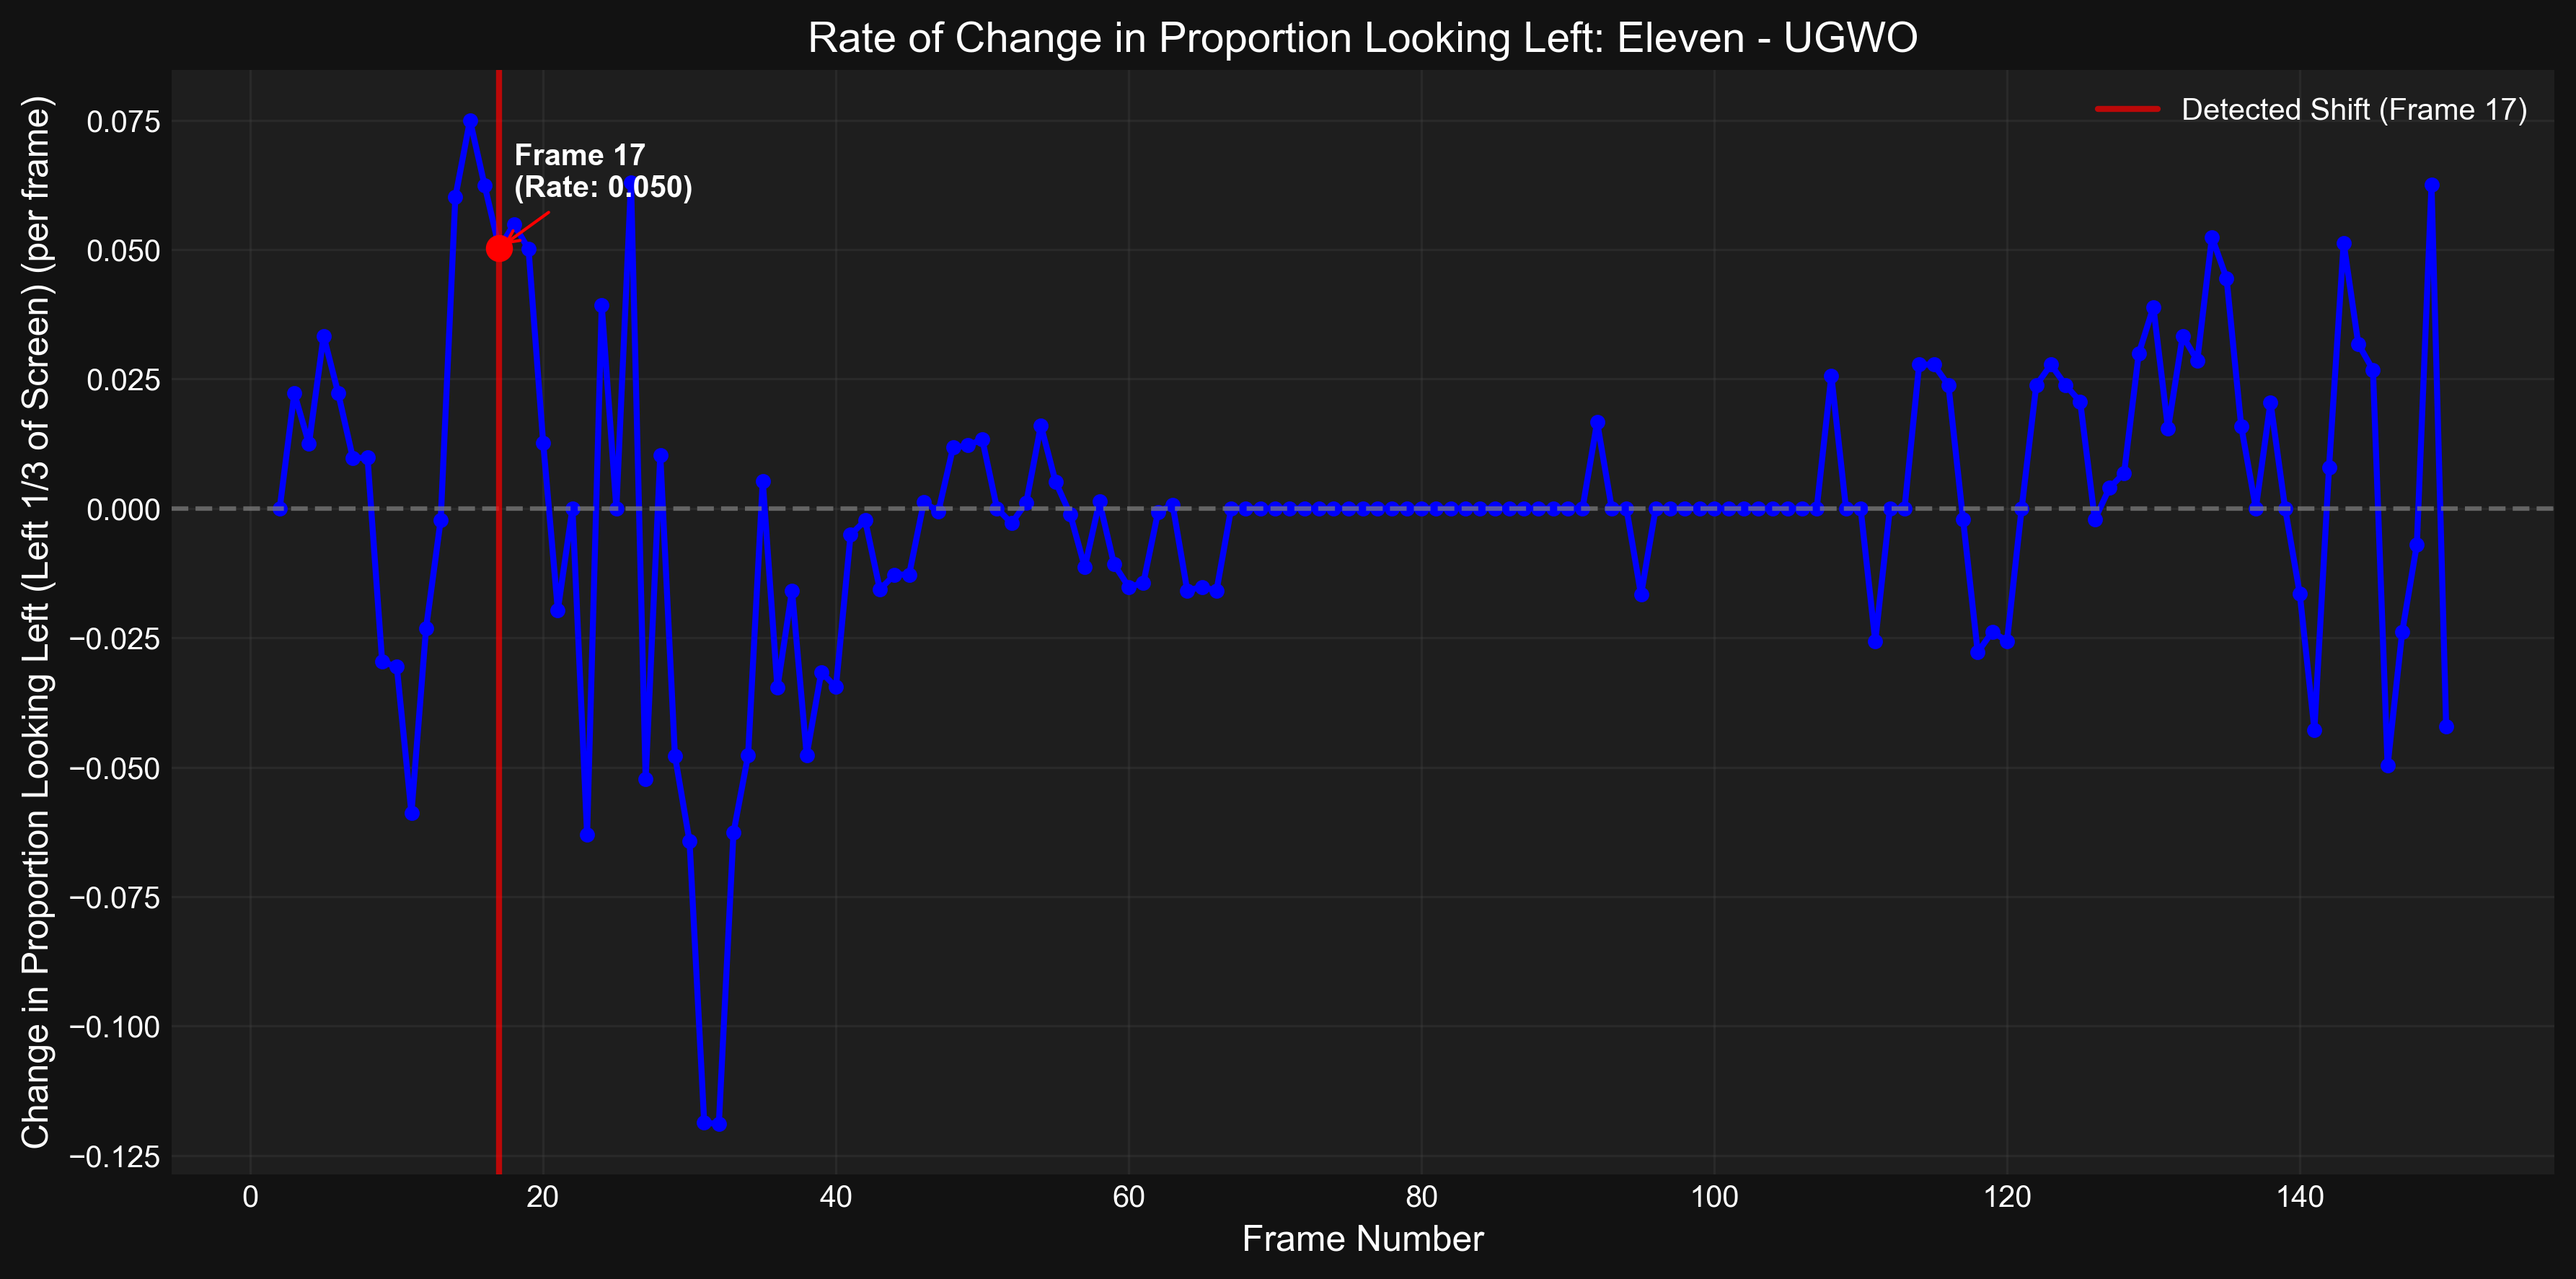 Rate of Change in Proportion Looking Left: Eleven - UGWO
Change in Proportion Looking Left (Left 1/3 of Screen) (per frame)
0.075
0.050
0.025
0.000
−0.025
−0.050
−0.075
−0.100
−0.125
Frame 17
(Rate: 0.050)
Detected Shift (Frame 17)
0
20
40
60
80
100
120
140
Frame Number